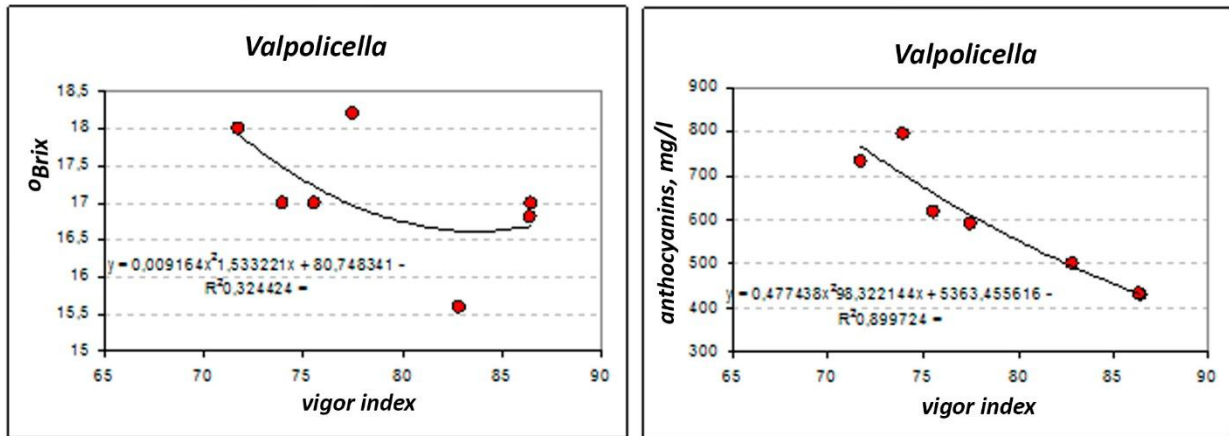 Valpolicella
oBrix
18,5
18
17,5
17
16,5
16
15,5
15
y = 0,009164x²1,533221x + 80,748341 -
R²0,324424 =
65 70 75 80 85 90
vigor index
Valpolicella
anthocyanins, mg/l
900
800
700
600
500
400
300
y = 0,477438x²98,322144x + 5363,455616 -
R²0,899724 =
65 70 75 80 85 90
vigor index